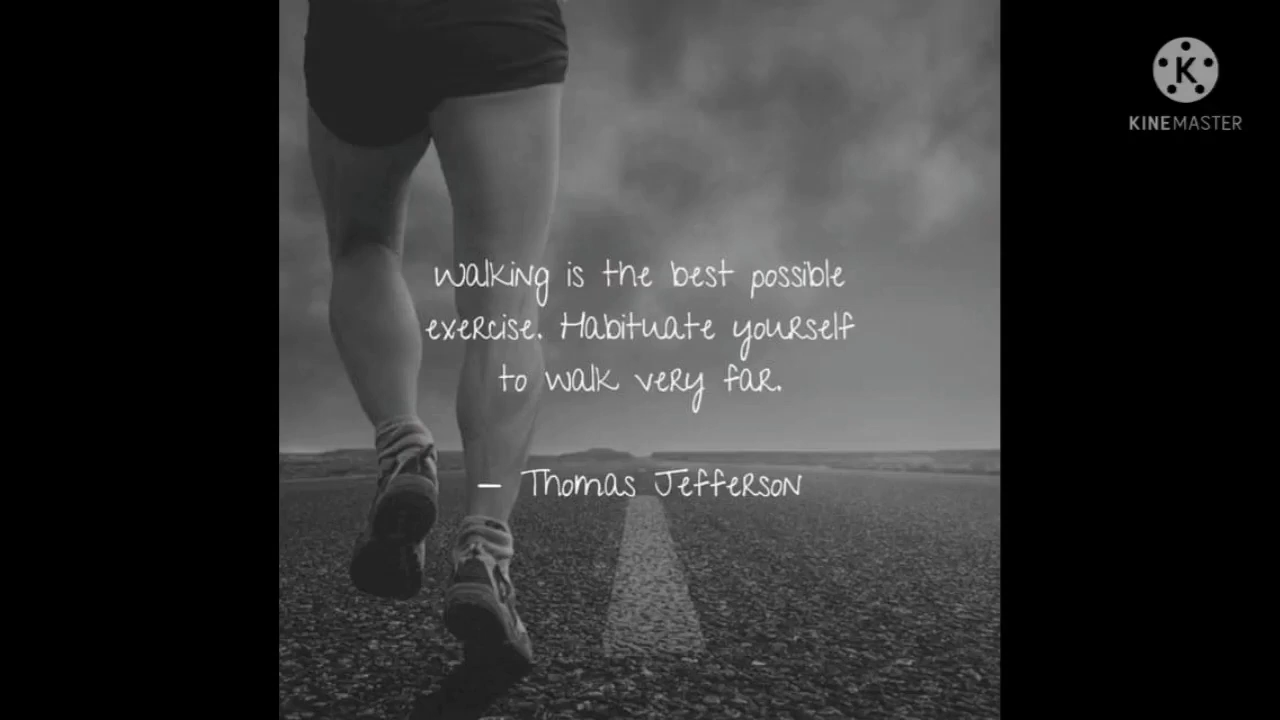 Walking is the best possible
exercise. Habituate yourself
to walk very far.
– Thomas Jefferson
K
KINEMASTER